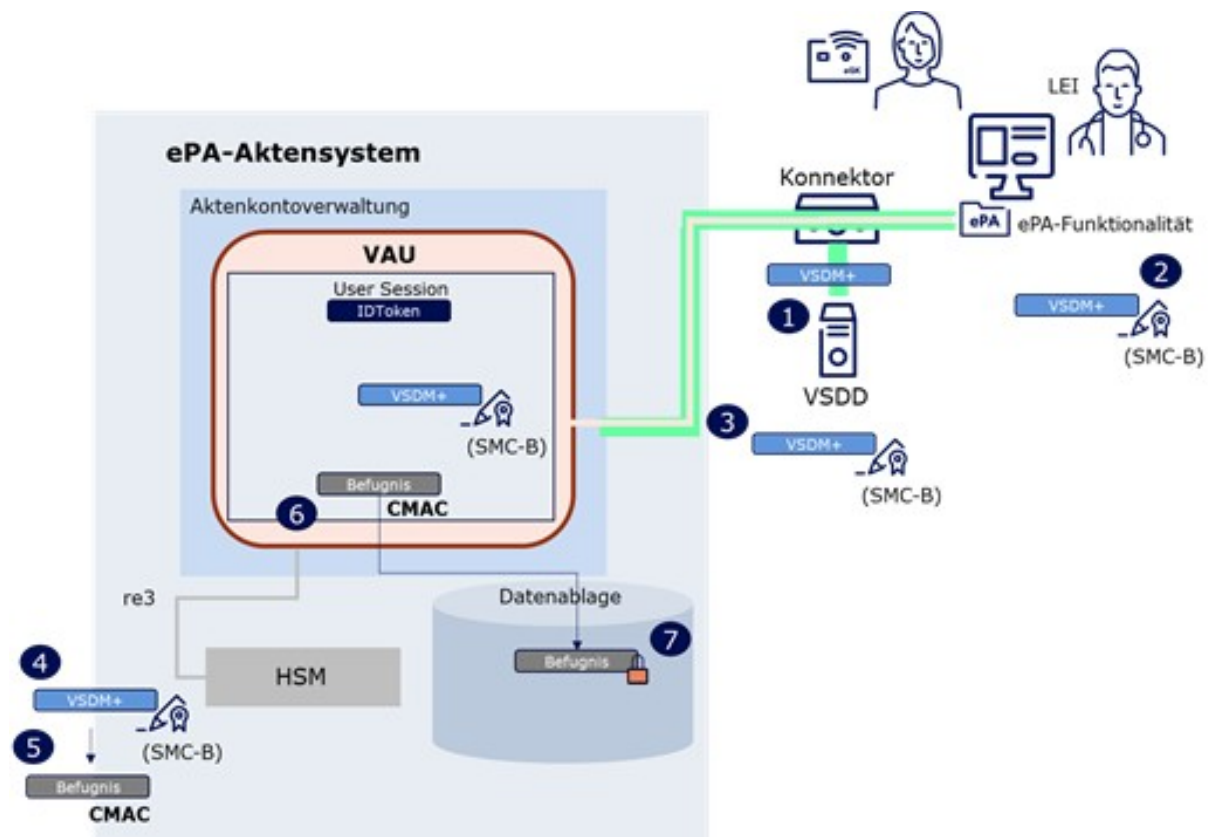 eGK
LEI
ePA-Aktensystem
Konnektor
Aktenkontoverwaltung
ePA
ePA-Funktionalität
VAU
User Session
IDToken
VSDM+
2
VSDM+
(SMC-B)
1
VSDD
VSDM+
(SMC-B)
3
VSDM+
(SMC-B)
Befugnis
CMAC
6
re3
Datenablage
Befugnis
7
HSM
4
VSDM+
(SMC-B)
5
Befugnis
CMAC